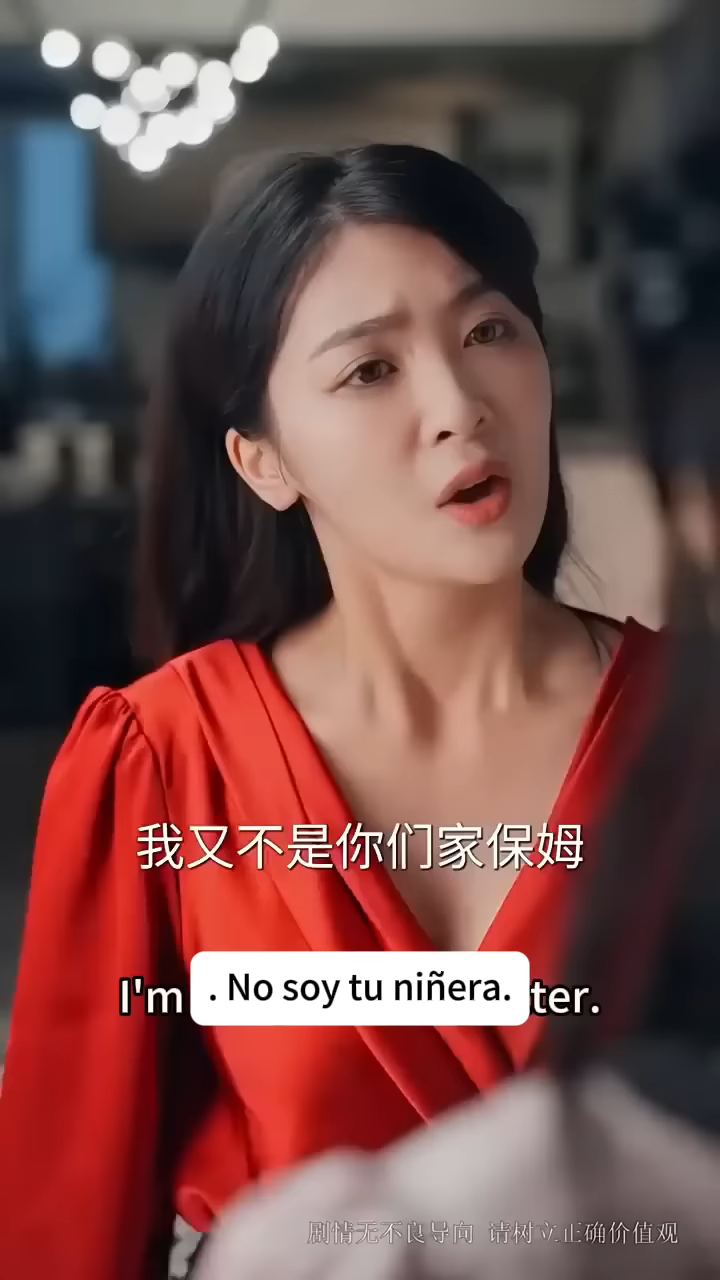 我又不是你们家保姆
I'm
. No soy tu niñera.
ter.
剧情无不良导向 请树立正确价值观